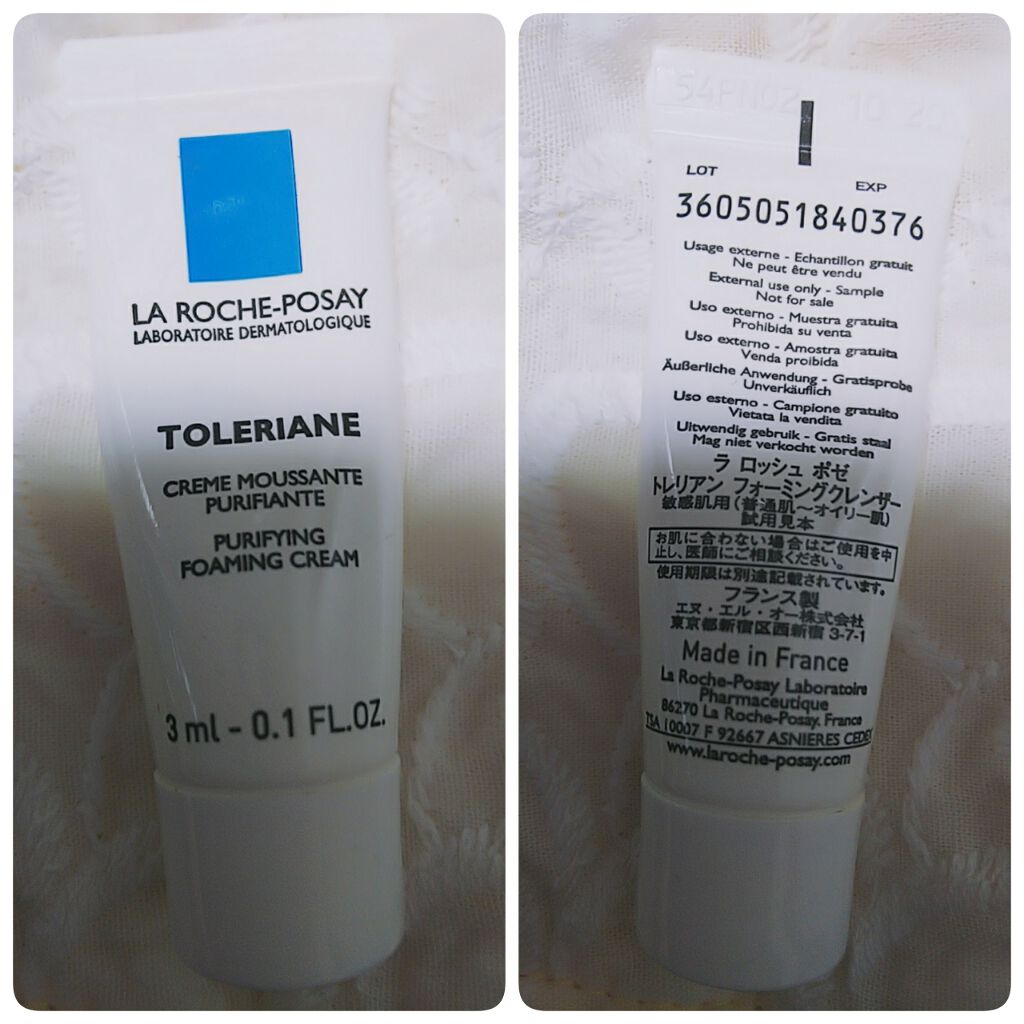 LA ROCHE-POSAY
LABORATOIRE DERMATOLOGIQUE
TOLERIANE
CREME MOUSSANTE
PURIFIANTE
PURIFYING
FOAMING CREAM
3 ml - 0.1 FL.OZ.
54PN02 10 20
LOT EXP
3605051840376
Usage externe - Echantillon gratuit
Ne peut être vendu
External use only - Sample
Not for sale
Uso externo - Muestra gratuita
Prohibida su venta
Uso externo - Amostra gratuita
Venda proibida
Äußerliche Anwendung - Gratisprobe
Unverkäuflich
Uso esterno - Campione gratuito
Vietata la vendita
Uitwendig gebruik - Gratis staal
Mag niet verkocht worden
ラ ロッシュ ポゼ
トレリアン フォーミングクレンザー
敏感肌用（普通肌～オイリー肌）
試用見本
お肌に合わない場合はご使用を中
止し、医師にご相談ください。
使用期限は別途記載されています。
フランス製
エヌ・エル・オー株式会社
東京都新宿区西新宿 3-7-1
Made in France
La Roche-Posay Laboratoire
Pharmaceutique
86270 La Roche-Posay. France
TSA 10007 F 92667 ASNIERES CEDEX
www.laroche-posay.com